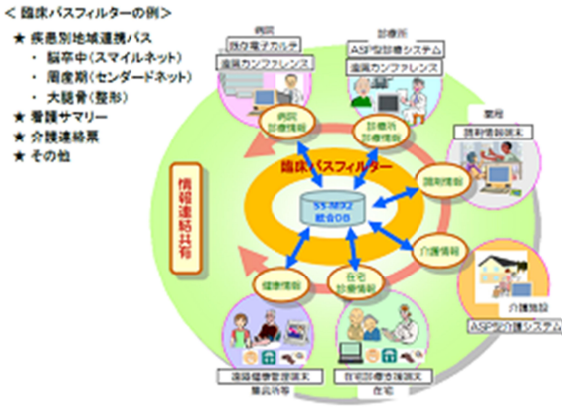 ＜ 臨床パスフィルターの例＞
★ 疾患別地域連携パス
・ 脳卒中（スマイルネット）
・ 周産期（センダードネット）
・ 大腿骨（整形）
★ 看護サマリー
★ 介護連絡票
★ その他
病院
既存電子カルテ
遠隔カンファレンス
診療所
ASP型診療システム
遠隔カンファレンス
薬局
調剤情報端末
病院
診療情報
診療所
診療情報
調剤情報
臨床パスフィルター
SS-MIX2
統合DB
情報連絡共有
介護情報
介護施設
ASP型介護システム
健康情報
在宅
診療情報
遠隔健康管理端末
集会所等
在宅診療支援端末
在宅